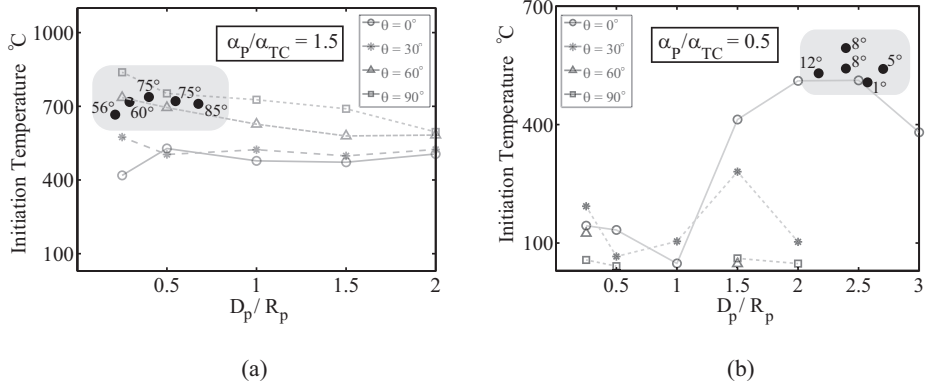 1100
1000
700
400
100
Initiation Temperature °C
α_P/α_TC = 1.5
θ = 0°
θ = 30°
θ = 60°
θ = 90°
56°
60°
75°
75°
85°
0.5
1
1.5
2
D_p / R_p
(a)
700
400
100
Initiation Temperature °C
α_P/α_TC = 0.5
θ = 0°
θ = 30°
θ = 60°
θ = 90°
8°
12°
8°
5°
1°
0.5
1
1.5
2
2.5
3
D_p / R_p
(b)